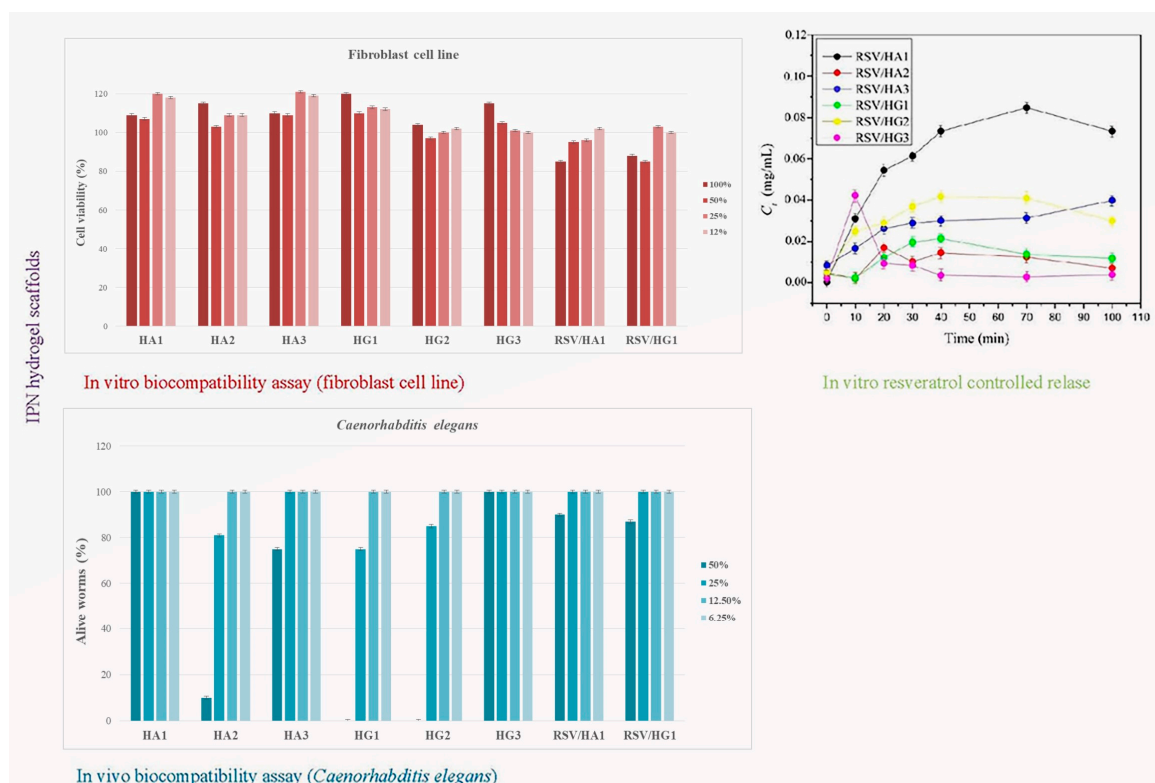 IPN hydrogel scaffolds
Fibroblast cell line
Cell viability (%)
120
100
80
60
40
20
0
HA1 HA2 HA3 HG1 HG2 HG3 RSV/HA1 RSV/HG1
100%
50%
25%
12%
In vitro biocompatibility assay (fibroblast cell line)
0.12
0.10
0.08
0.06
0.04
0.02
0.00
Ct (mg/mL)
RSV/HA1
RSV/HA2
RSV/HA3
RSV/HG1
RSV/HG2
RSV/HG3
0 10 20 30 40 50 60 70 80 90 100 110
Time (min)
In vitro resveratrol controlled relase
Caenorhabditis elegans
Alive worms (%)
120
100
80
60
40
20
0
HA1 HA2 HA3 HG1 HG2 HG3 RSV/HA1 RSV/HG1
50%
25%
12.50%
6.25%
In vivo biocompatibility assay (Caenorhabditis elegans)